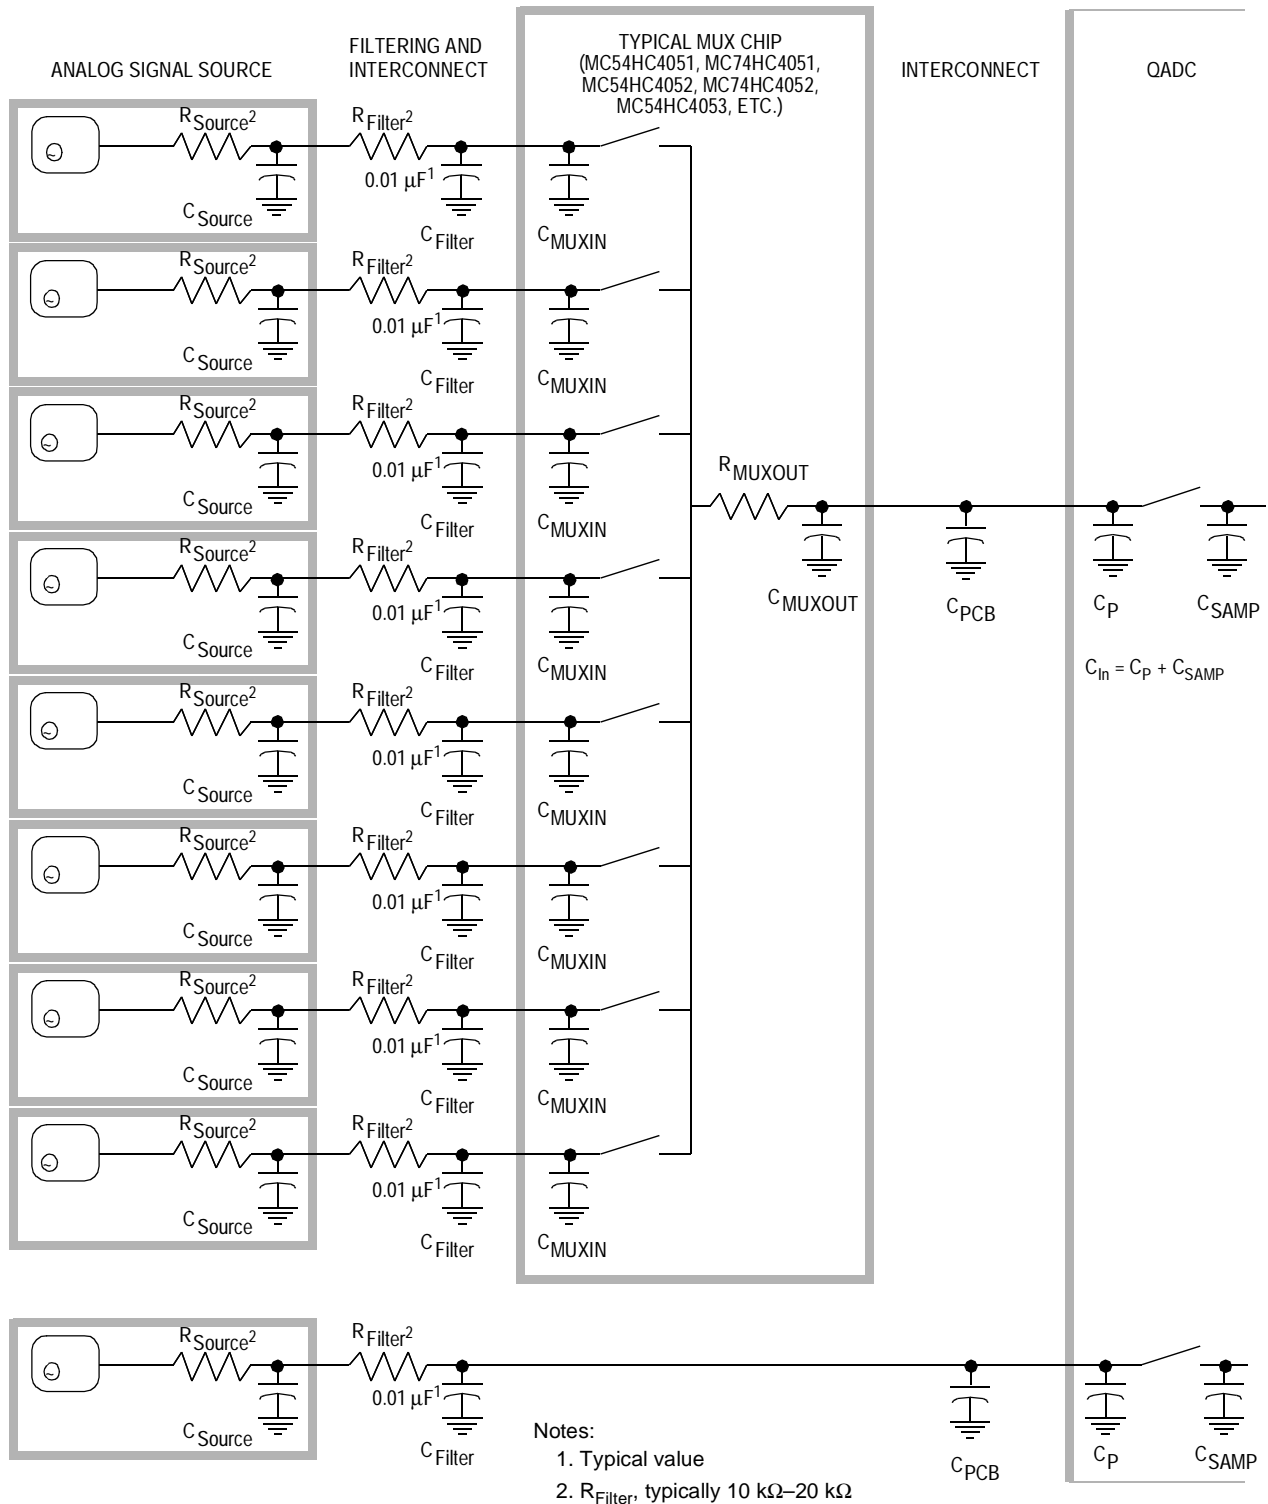 ANALOG SIGNAL SOURCE
FILTERING AND
INTERCONNECT
TYPICAL MUX CHIP
(MC54HC4051, MC74HC4051,
MC54HC4052, MC74HC4052,
MC54HC4053, ETC.)
INTERCONNECT
QADC
RSource2
RFilter2
0.01 µF1
CSource
CFilter
CMUXIN
RSource2
RFilter2
0.01 µF1
CSource
CFilter
CMUXIN
RSource2
RFilter2
0.01 µF1
CSource
CFilter
CMUXIN
RMUXOUT
RSource2
RFilter2
0.01 µF1
CSource
CFilter
CMUXIN
CMUXOUT
CPCB
CP
CSAMP
CIn = CP + CSAMP
RSource2
RFilter2
0.01 µF1
CSource
CFilter
CMUXIN
RSource2
RFilter2
0.01 µF1
CSource
CFilter
CMUXIN
RSource2
RFilter2
0.01 µF1
CSource
CFilter
CMUXIN
RSource2
RFilter2
0.01 µF1
CSource
CFilter
CMUXIN
RSource2
RFilter2
0.01 µF1
CSource
CFilter
CPCB
CP
CSAMP
Notes:
1. Typical value
2. RFilter, typically 10 kΩ–20 kΩ